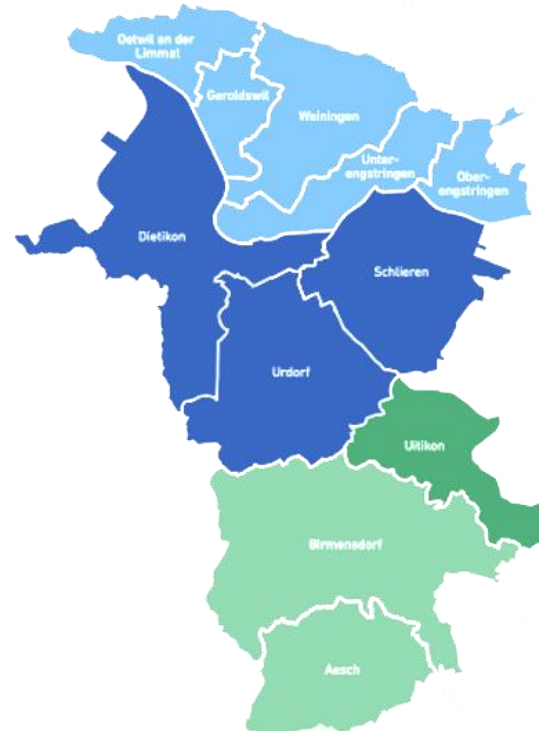 Oetwil an der
Limmat
Geroldswil
Weiningen
Unter-
engstringen
Ober-
engstringen
Dietikon
Schlieren
Urdorf
Uitikon
Birmensdorf
Aesch